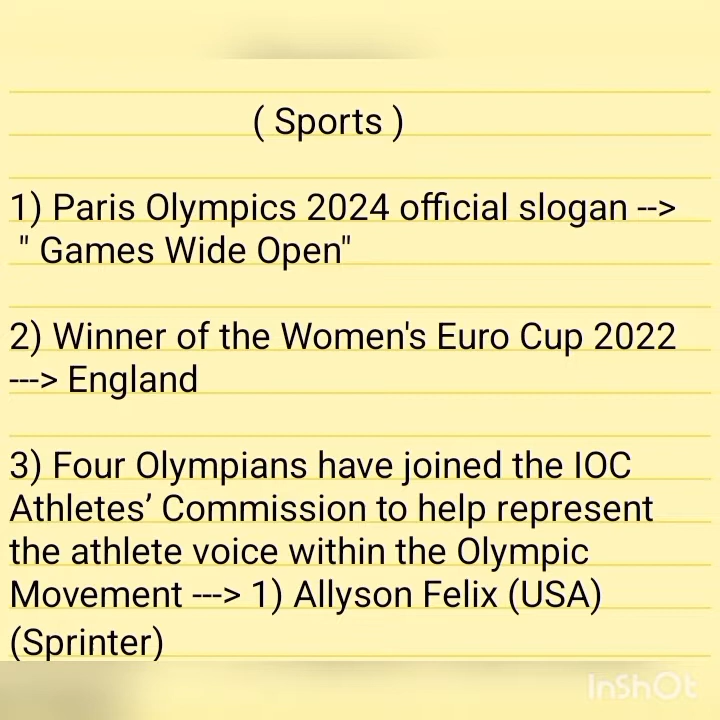 ( Sports )
1) Paris Olympics 2024 official slogan -->
" Games Wide Open"
2) Winner of the Women's Euro Cup 2022
---> England
3) Four Olympians have joined the IOC
Athletes’ Commission to help represent
the athlete voice within the Olympic
Movement ---> 1) Allyson Felix (USA)
(Sprinter)
InShOt